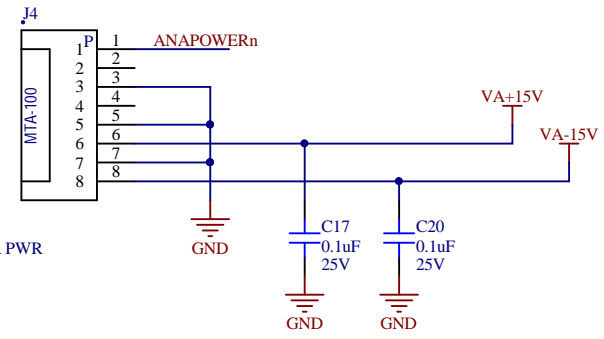 J4
P
MTA-100
1 1 ANAPOWERn
2 2
3 3
4 4
5 5
6 6
7 7
8 8
VA+15V
VA-15V
GND
PWR
C17
0.1uF
25V
GND
C20
0.1uF
25V
GND